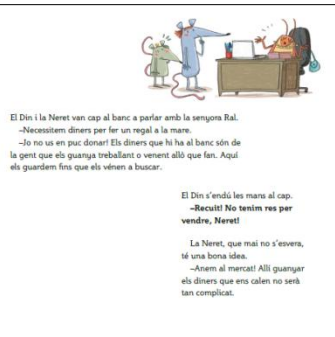 El Din i la Neret van cap al banc a parlar amb la senyora Ral.
–Necessitem diners per fer un regal a la mare.
–Jo no us en puc donar! Els diners que hi ha al banc són de
la gent que els guanya treballant o venent allò que fan. Aquí
els guardem fins que els vénen a buscar.
El Din s'endú les mans al cap.
–Recuit! No tenim res per
vendre, Neret!
La Neret, que mai no s'esvera,
té una bona idea.
–Anem al mercat! Allí guanyar
els diners que ens calen no serà
tan complicat.